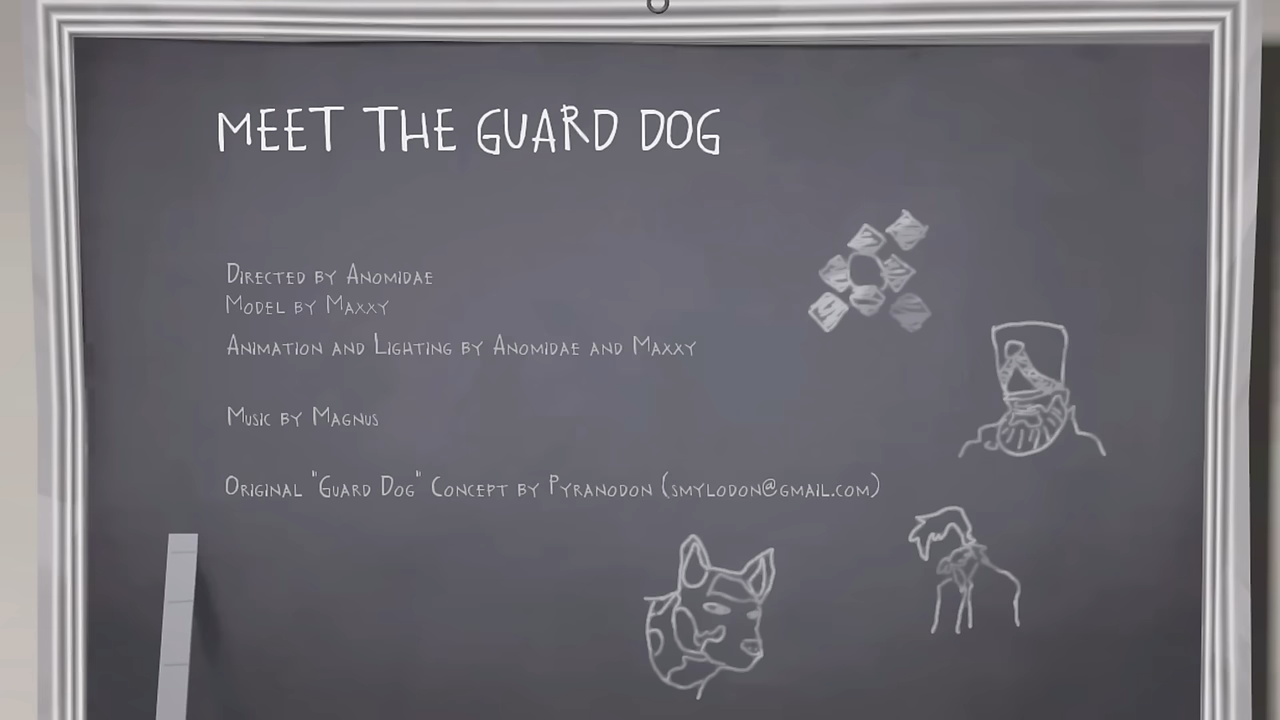 MEET THE GUARD DOG
DIRECTED BY ANOMIDAE
MODEL BY MAXXY
ANIMATION AND LIGHTING BY ANOMIDAE AND MAXXY
MUSIC BY MAGNUS
ORIGINAL "GUARD DOG" CONCEPT BY PYRANODON (SMYLODON@GMAIL.COM)